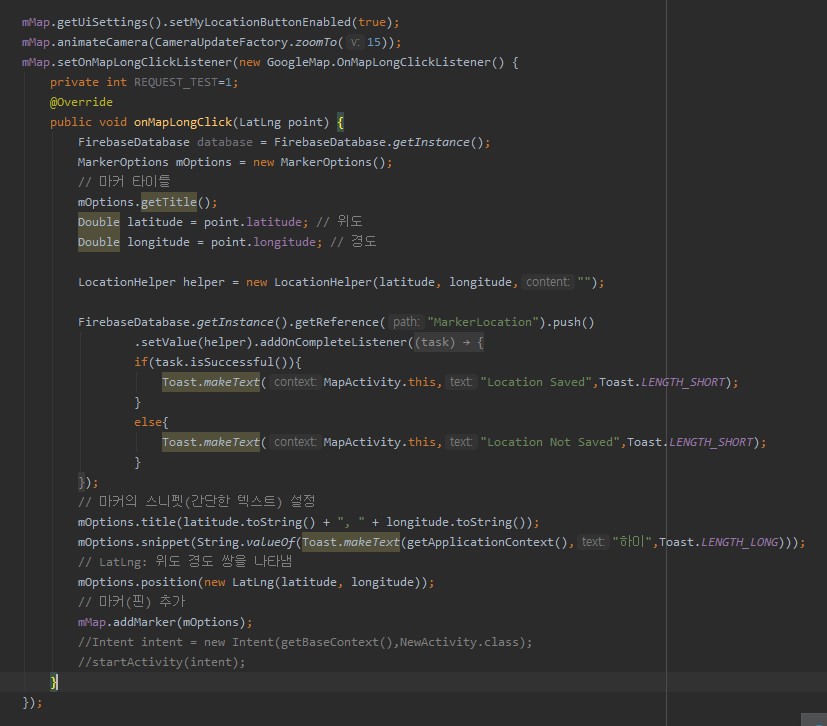 mMap.getUiSettings().setMyLocationButtonEnabled(true);
mMap.animateCamera(CameraUpdateFactory.zoomTo( v: 15));
mMap.setOnMapLongClickListener(new GoogleMap.OnMapLongClickListener() {
private int REQUEST_TEST=1;
@Override
public void onMapLongClick(LatLng point) {
FirebaseDatabase database = FirebaseDatabase.getInstance();
MarkerOptions mOptions = new MarkerOptions();
// 마커 타이틀
mOptions.getTitle();
Double latitude = point.latitude; // 위도
Double longitude = point.longitude; // 경도
LocationHelper helper = new LocationHelper(latitude, longitude, content: "");
FirebaseDatabase.getInstance().getReference( path: "MarkerLocation").push()
.setValue(helper).addOnCompleteListener((task) → {
if(task.isSuccessful()){
Toast.makeText( context: MapActivity.this, text: "Location Saved",Toast.LENGTH_SHORT);
}
else{
Toast.makeText( context: MapActivity.this, text: "Location Not Saved",Toast.LENGTH_SHORT);
}
});
// 마커의 스니펫(간단한 텍스트) 설정
mOptions.title(latitude.toString() + ", " + longitude.toString());
mOptions.snippet(String.valueOf(Toast.makeText(getApplicationContext(), text: "하이",Toast.LENGTH_LONG)));
// LatLng: 위도 경도 쌍을 나타냄
mOptions.position(new LatLng(latitude, longitude));
// 마커(핀) 추가
mMap.addMarker(mOptions);
//Intent intent = new Intent(getBaseContext(),NewActivity.class);
//startActivity(intent);
}
});